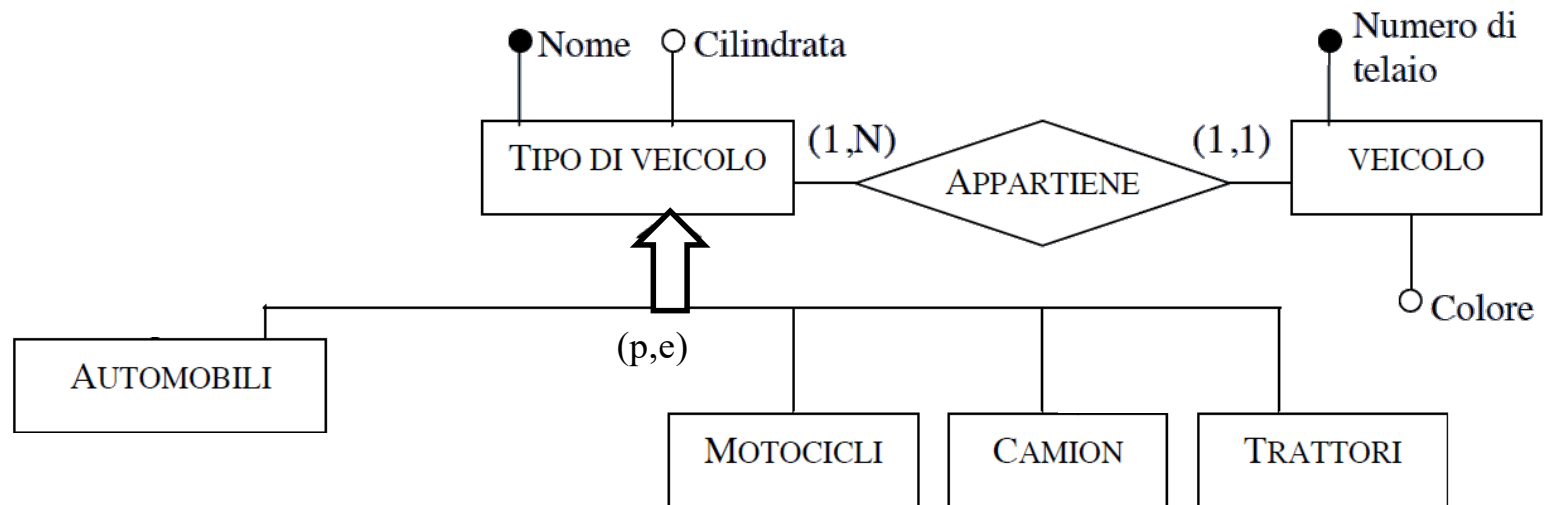 Nome
Cilindrata
Numero di
telaio
TIPO DI VEICOLO
(1,N)
APPARTIENE
(1,1)
VEICOLO
Colore
(p,e)
AUTOMOBILI
MOTOCICLI
CAMION
TRATTORI